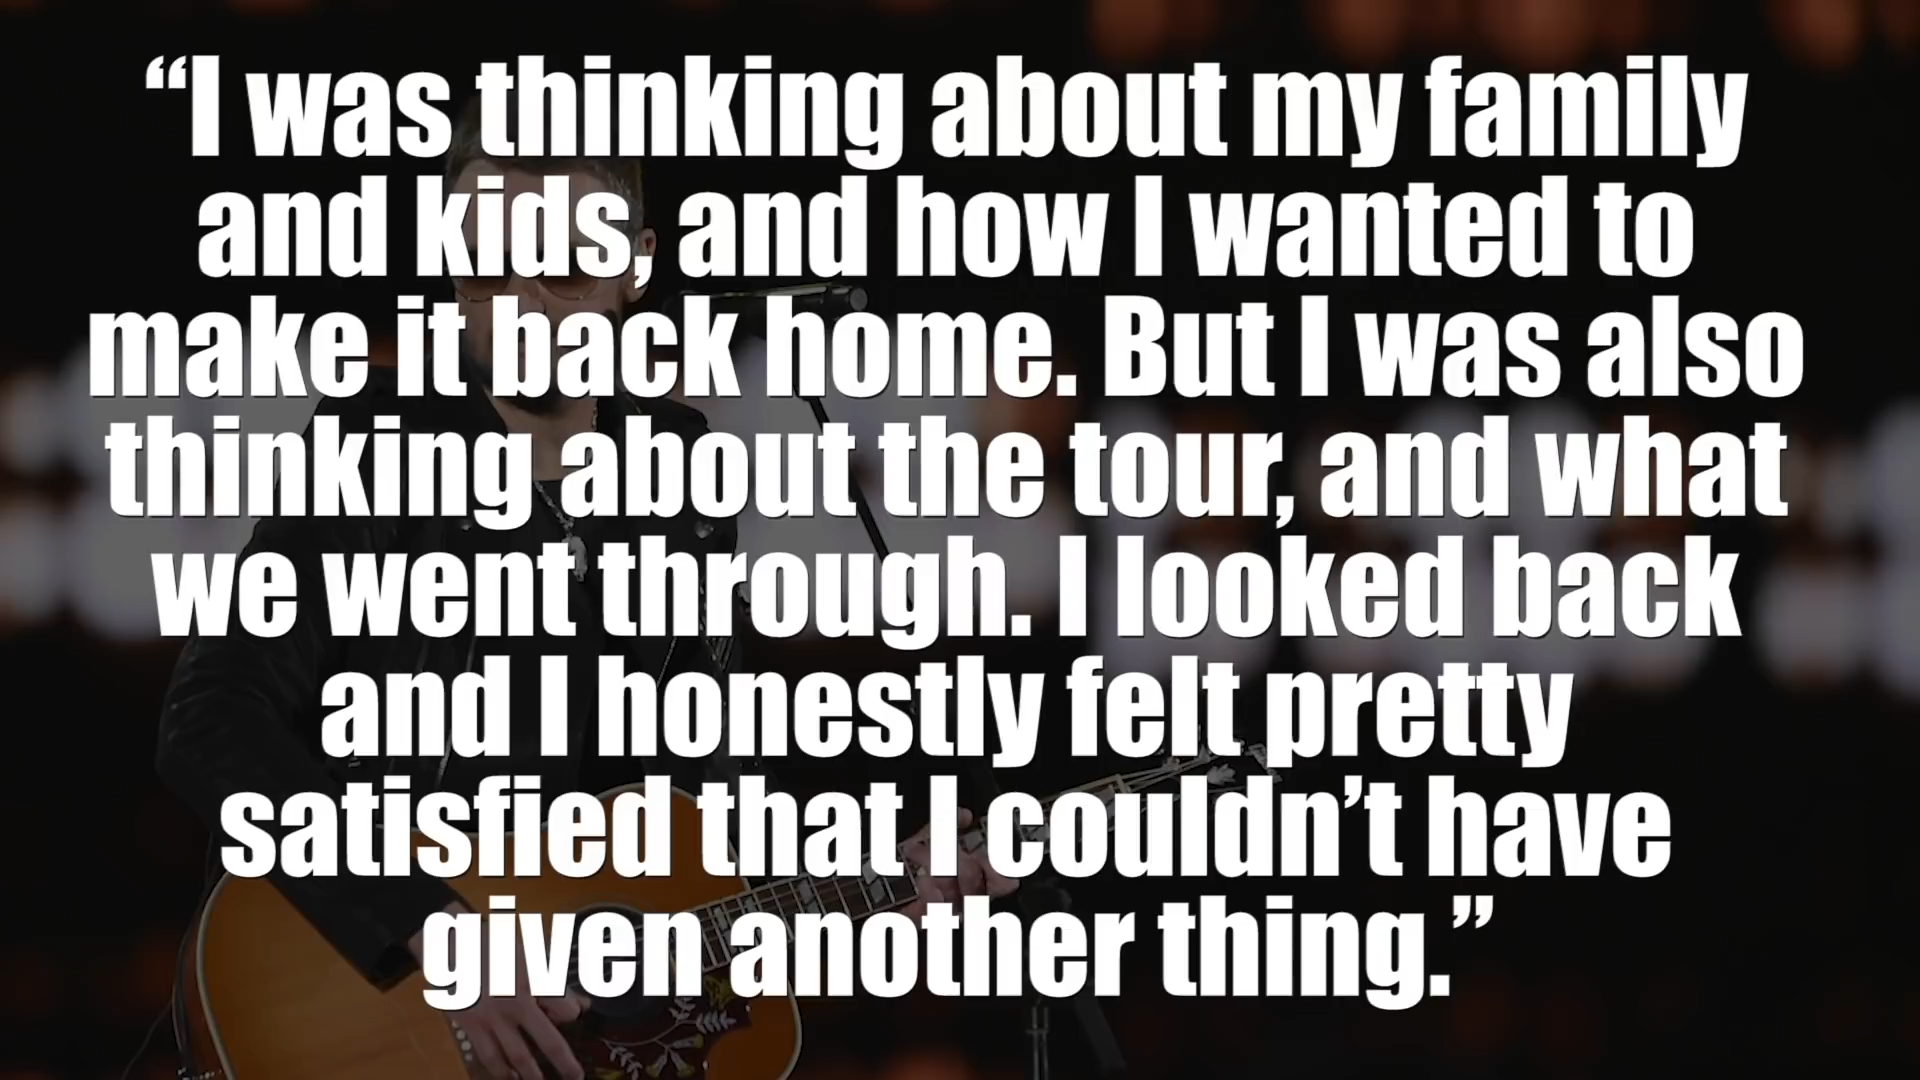 “I was thinking about my family
and kids, and how I wanted to
make it back home. But I was also
thinking about the tour, and what
we went through. I looked back
and I honestly felt pretty
satisfied that I couldn’t have
given another thing.”